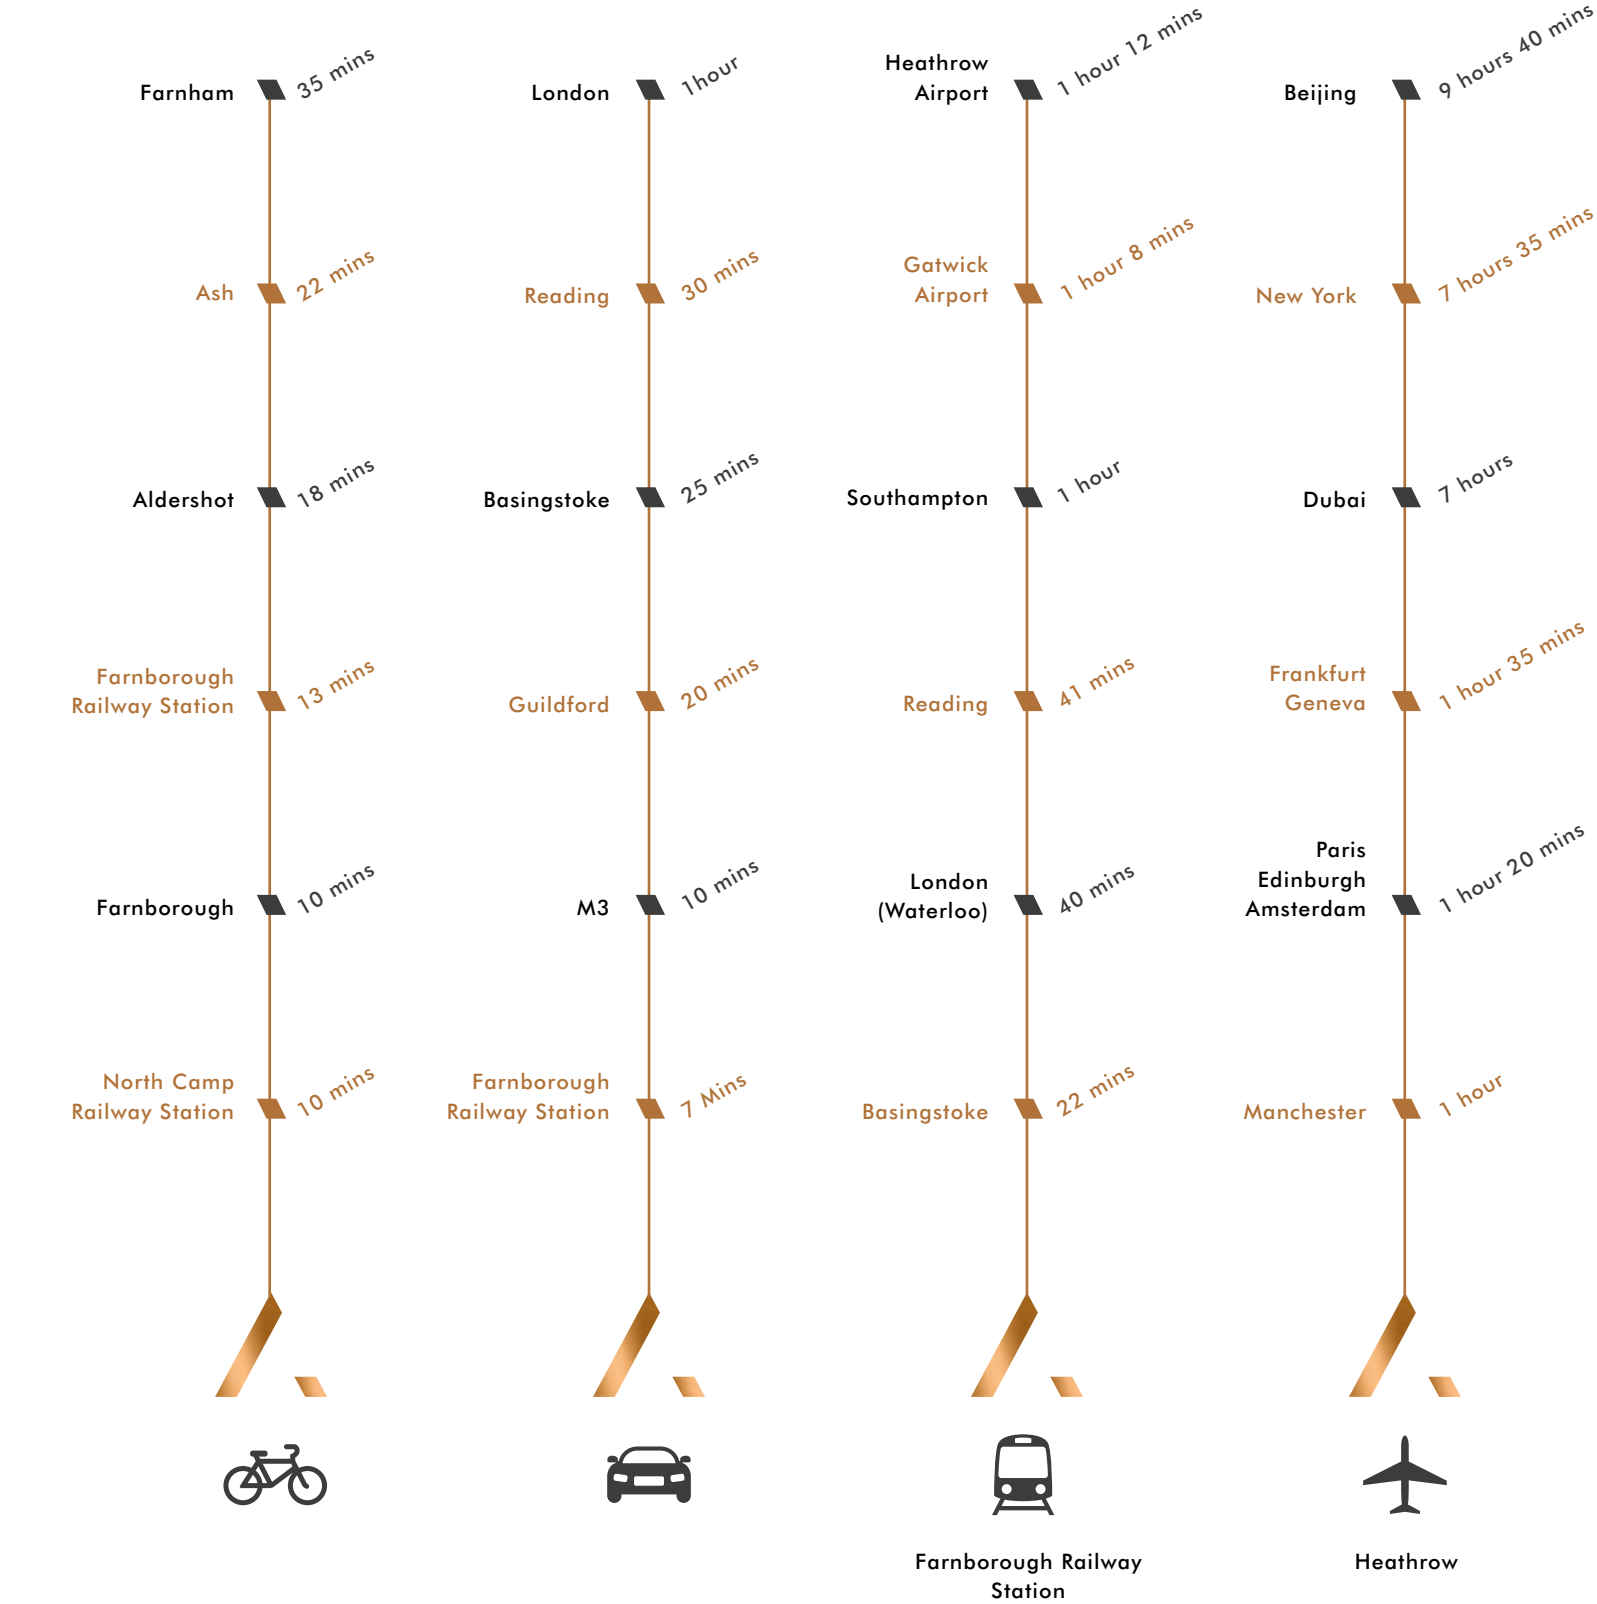 Farnham
35 mins
Ash
22 mins
Aldershot
18 mins
Farnborough
Railway Station
13 mins
Farnborough
10 mins
North Camp
Railway Station
10 mins
London
1hour
Reading
30 mins
Basingstoke
25 mins
Guildford
20 mins
M3
10 mins
Farnborough
Railway Station
7 Mins
Heathrow
Airport
1 hour 12 mins
Gatwick
Airport
1 hour 8 mins
Southampton
1 hour
Reading
41 mins
London
(Waterloo)
40 mins
Basingstoke
22 mins
Farnborough Railway
Station
Beijing
9 hours 40 mins
New York
7 hours 35 mins
Dubai
7 hours
Frankfurt
Geneva
1 hour 35 mins
Paris
Edinburgh
Amsterdam
1 hour 20 mins
Manchester
1 hour
Heathrow